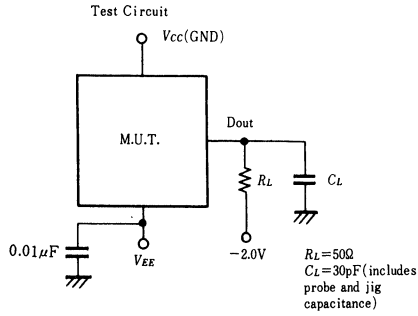 Test Circuit
Vcc(GND)
M.U.T.
Dout
RL
CL
0.01μF
VEE
−2.0V
RL=50Ω
CL=30pF(includes
probe and jig
capacitance)